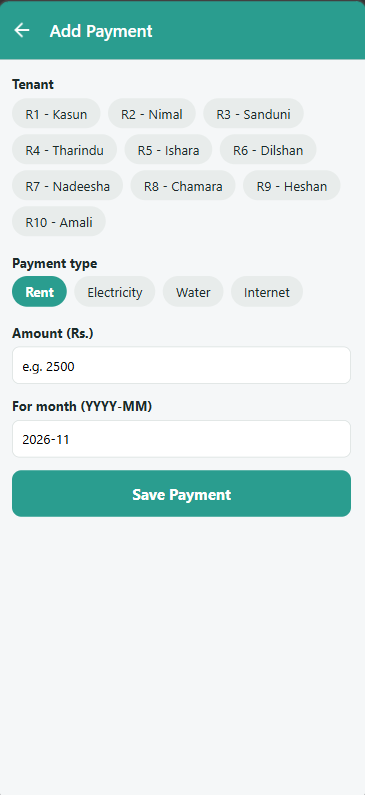 Add Payment
Tenant
R1 - Kasun R2 - Nimal R3 - Sanduni
R4 - Tharindu R5 - Ishara R6 - Dilshan
R7 - Nadeesha R8 - Chamara R9 - Heshan
R10 - Amali
Payment type
Rent Electricity Water Internet
Amount (Rs.)
e.g. 2500
For month (YYYY-MM)
2026-11
Save Payment